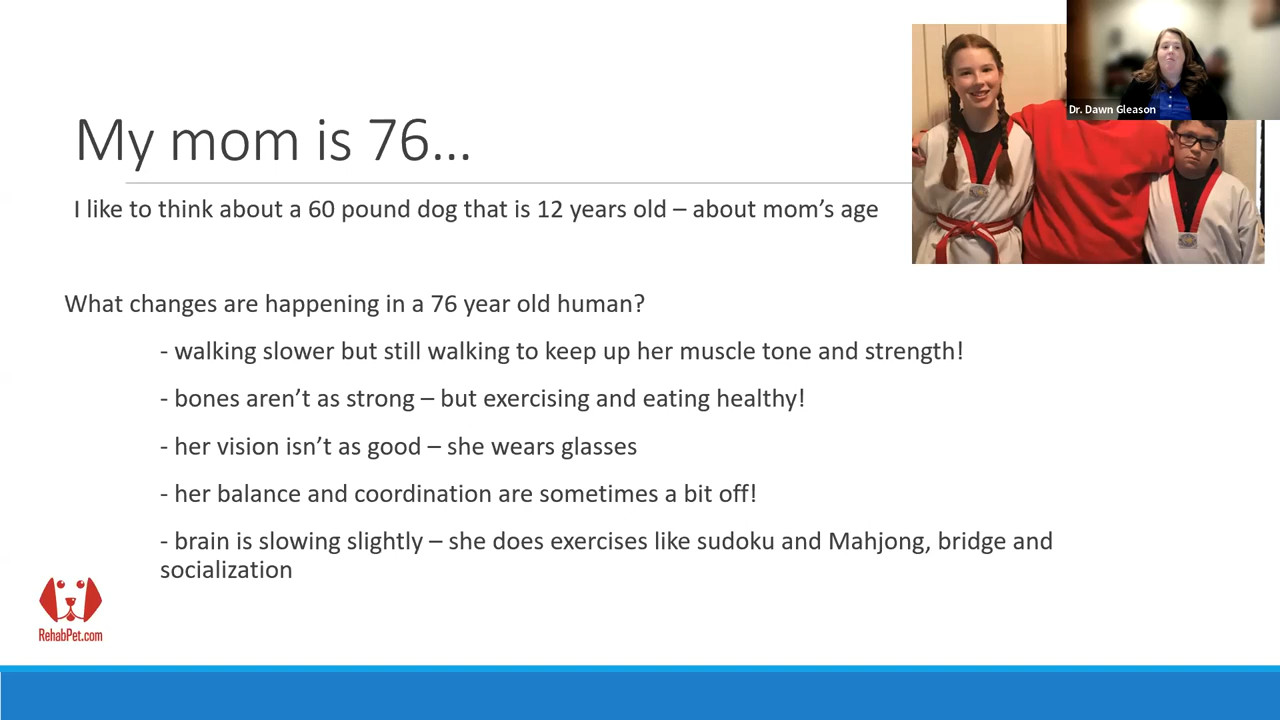 Dr. Dawn Gleason
My mom is 76…
I like to think about a 60 pound dog that is 12 years old – about mom’s age
What changes are happening in a 76 year old human?
- walking slower but still walking to keep up her muscle tone and strength!
- bones aren’t as strong – but exercising and eating healthy!
- her vision isn’t as good – she wears glasses
- her balance and coordination are sometimes a bit off!
- brain is slowing slightly – she does exercises like sudoku and Mahjong, bridge and
socialization
RehabPet.com